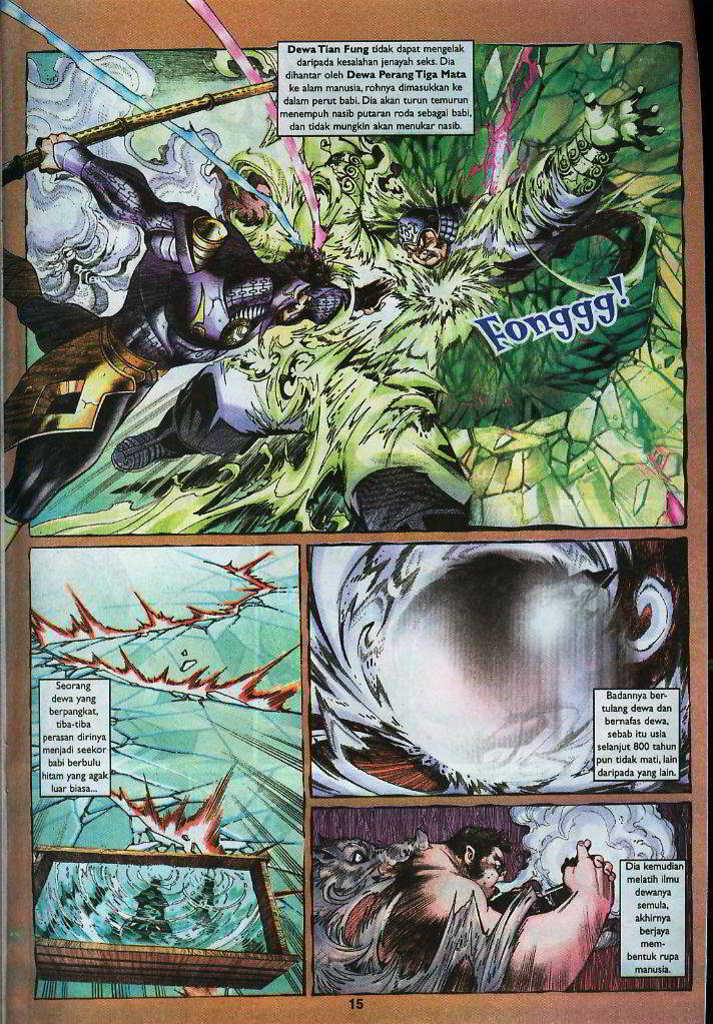 Dewa Tian Fung tidak dapat mengelak
daripada kesalahan jenayah seks. Dia
dihantar oleh Dewa Perang Tiga Mata
ke alam manusia, rohnya dimasukkan ke
dalam perut babi. Dia akan turun temurun
menempuh nasib putaran roda sebagai babi,
dan tidak mungkin akan menukar nasib.
Fonggg!
Seorang
dewa yang
berpangkat,
tiba-tiba
perasan dirinya
menjadi seekor
babi berbulu
hitam yang agak
luar biasa...
Badannya ber-
tulang dewa dan
bernafas dewa,
sebab itu usia
selanjut 800 tahun
pun tidak mati, lain
daripada yang lain.
Dia kemudian
melatih ilmu
dewanya
semula,
akhirnya
berjaya
mem-
bentuk rupa
manusia.
15